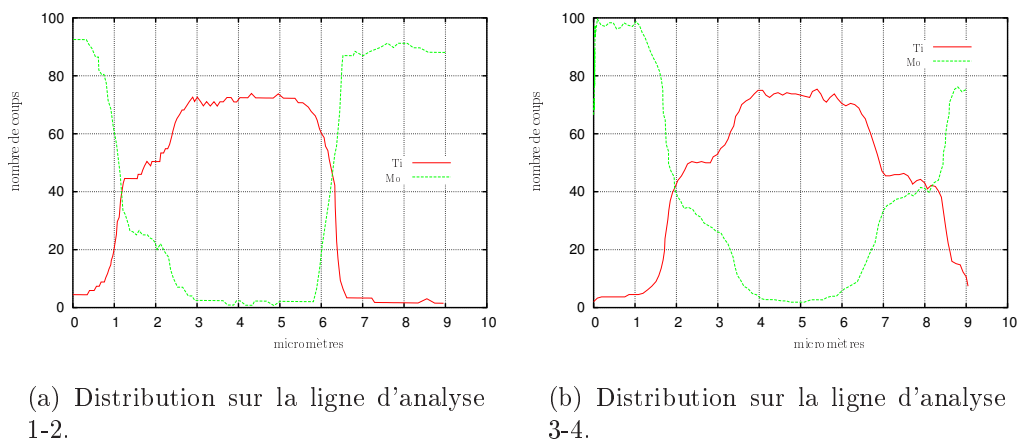 100
80
60
40
20
0
0 1 2 3 4 5 6 7 8 9 10
nombre de coups
micromètres
Ti
Mo
(a) Distribution sur la ligne d'analyse
1-2.
100
80
60
40
20
0
0 1 2 3 4 5 6 7 8 9 10
nombre de coups
micromètres
Ti
Mo
(b) Distribution sur la ligne d'analyse
3-4.